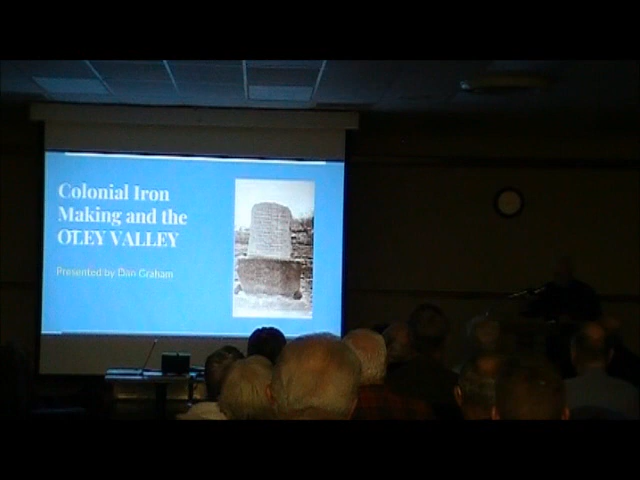 Colonial Iron
Making and the
OLEY VALLEY
Presented by Dan Graham